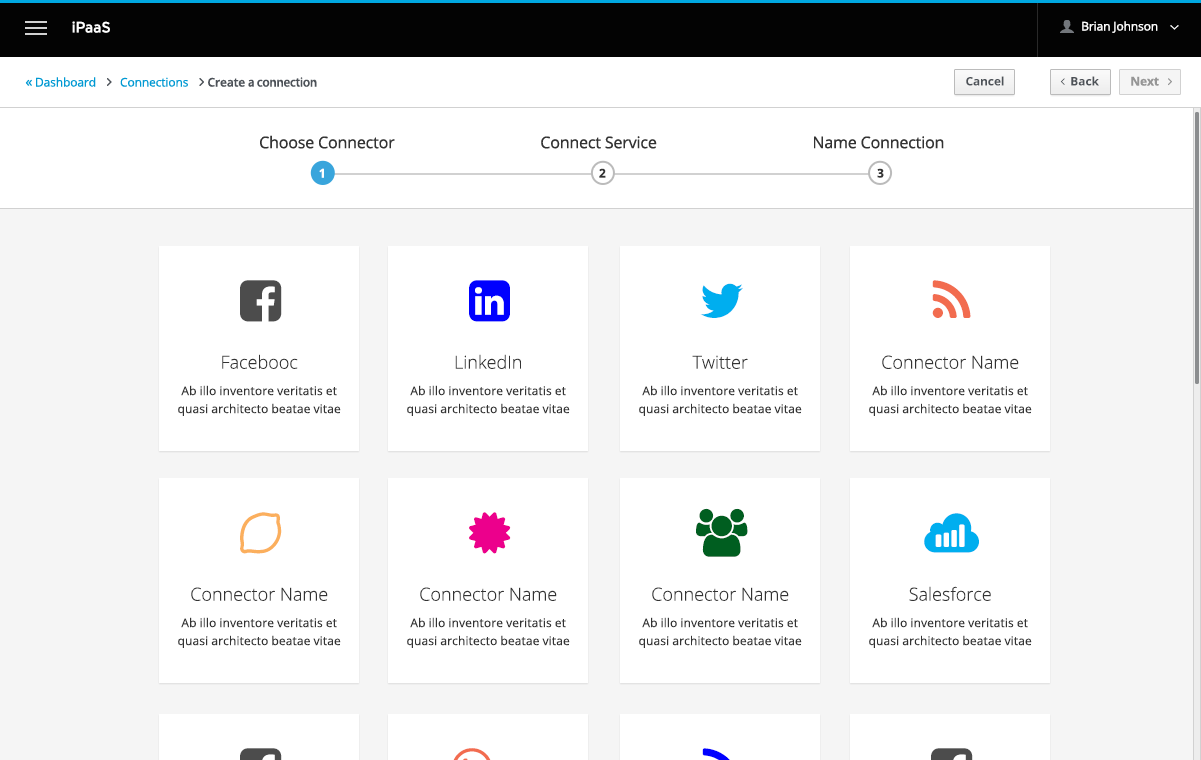 iPaaS
Brian Johnson
« Dashboard > Connections > Create a connection
Cancel
< Back
Next >
Choose Connector
Connect Service
Name Connection
1
2
3
Facebooc
Ab illo inventore veritatis et
quasi architecto beatae vitae
LinkedIn
Ab illo inventore veritatis et
quasi architecto beatae vitae
Twitter
Ab illo inventore veritatis et
quasi architecto beatae vitae
Connector Name
Ab illo inventore veritatis et
quasi architecto beatae vitae
Connector Name
Ab illo inventore veritatis et
quasi architecto beatae vitae
Connector Name
Ab illo inventore veritatis et
quasi architecto beatae vitae
Connector Name
Ab illo inventore veritatis et
quasi architecto beatae vitae
Salesforce
Ab illo inventore veritatis et
quasi architecto beatae vitae